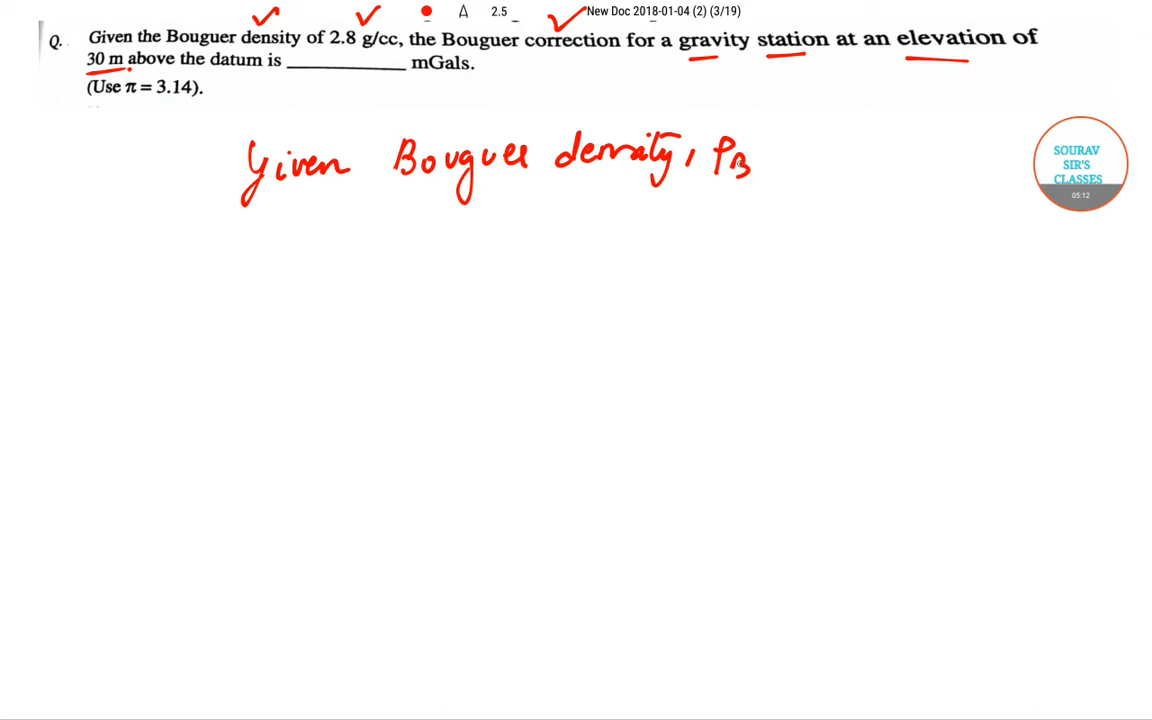 A 2.5 New Doc 2018-01-04 (2) (3/19)
Q. Given the Bouguer density of 2.8 g/cc, the Bouguer correction for a gravity station at an elevation of
30 m above the datum is ____________ mGals.
(Use π = 3.14).
Given Bouguer density, ρB
SOURAV
SIR'S
CLASSES
05:12